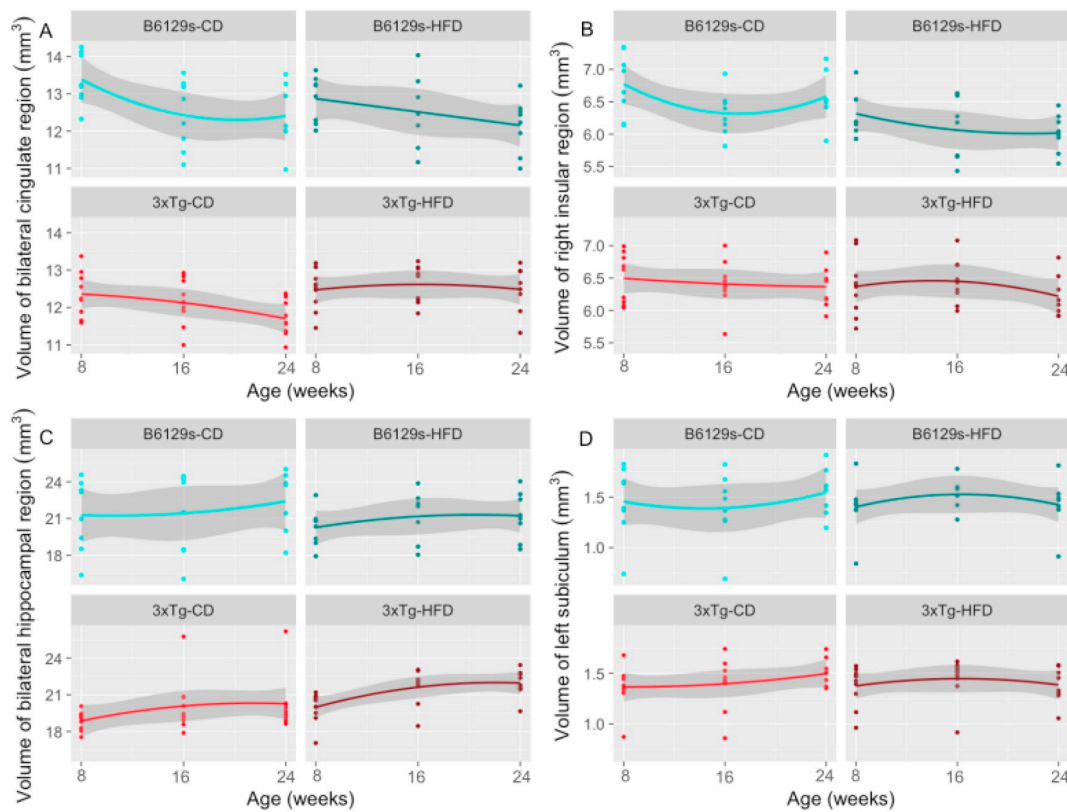 A
B6129s-CD
B6129s-HFD
Volume of bilateral cingulate region (mm³)
14
13
12
11
3xTg-CD
3xTg-HFD
14
13
12
11
8
16
24
8
16
24
Age (weeks)
B
B6129s-CD
B6129s-HFD
Volume of right insular region (mm³)
7.0
6.5
6.0
5.5
3xTg-CD
3xTg-HFD
7.0
6.5
6.0
5.5
8
16
24
8
16
24
Age (weeks)
C
B6129s-CD
B6129s-HFD
Volume of bilateral hippocampal region (mm³)
24
21
18
3xTg-CD
3xTg-HFD
24
21
18
8
16
24
8
16
24
Age (weeks)
D
B6129s-CD
B6129s-HFD
Volume of left subiculum (mm³)
1.5
1.0
3xTg-CD
3xTg-HFD
1.5
1.0
8
16
24
8
16
24
Age (weeks)